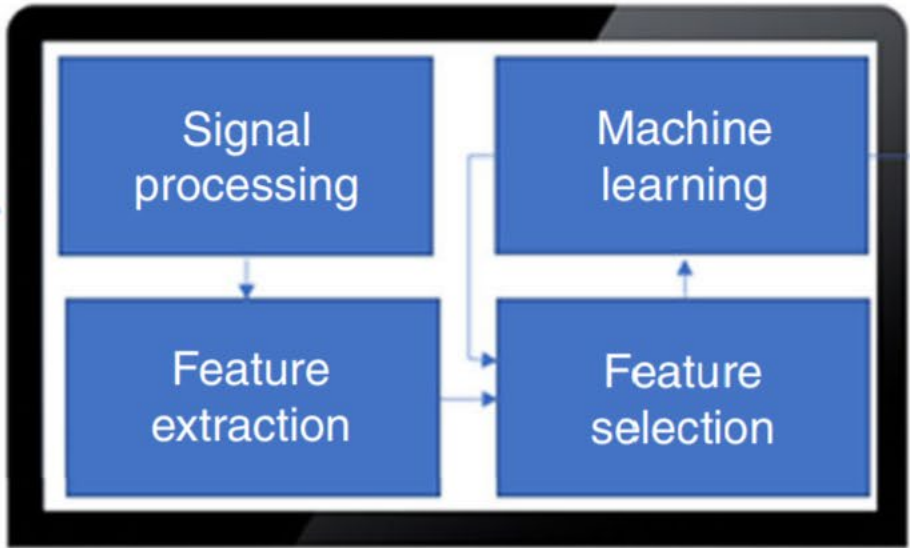 Signal
processing
Feature
extraction
Feature
selection
Machine
learning